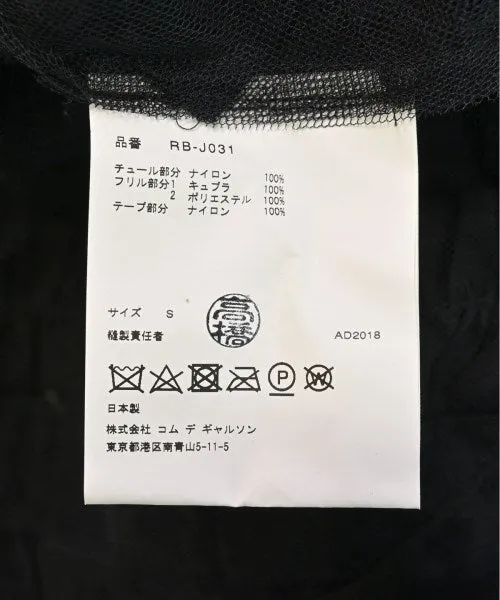 品番 RB-J031
チュール部分 ナイロン 100%
フリル部分1 キュプラ 100%
2 ポリエステル 100%
テープ部分 ナイロン 100%
サイズ S
高橋
縫製責任者
AD2018
P
W
日本製
株式会社 コム デ ギャルソン
東京都港区南青山5-11-5